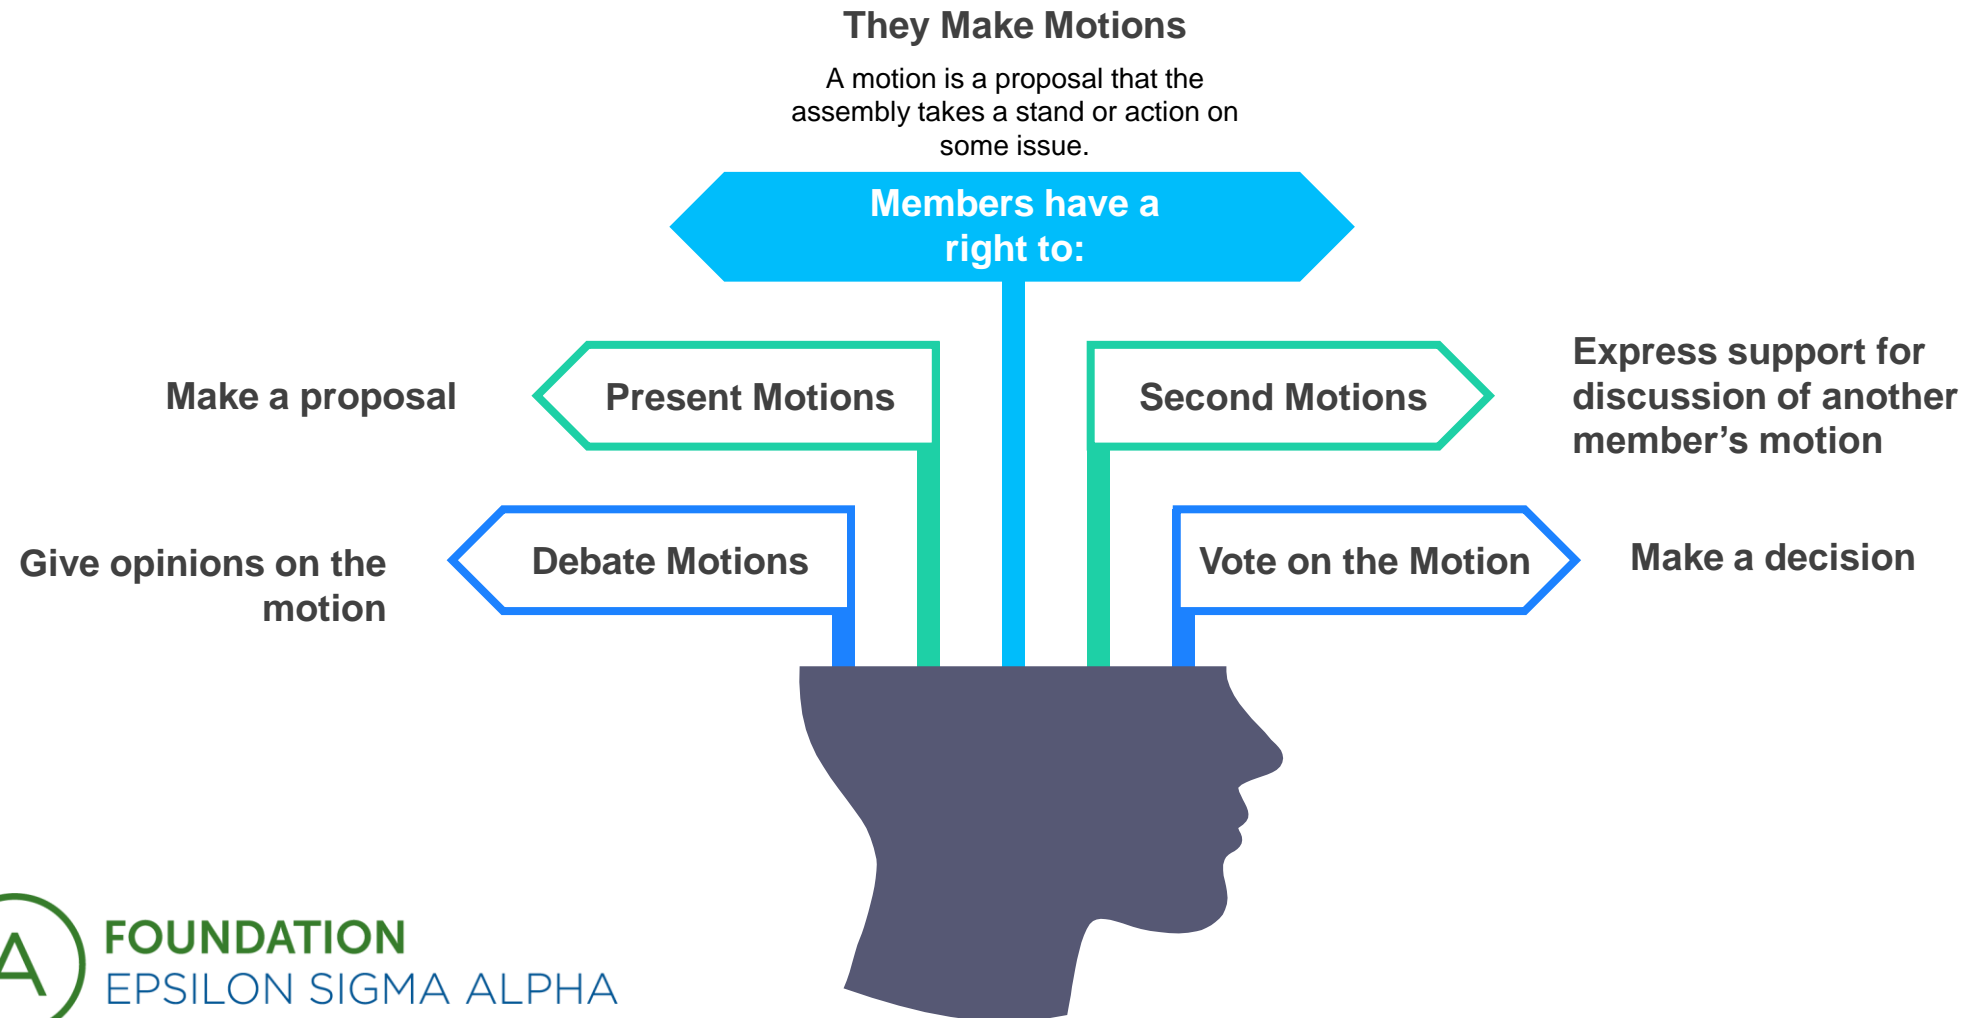 They Make Motions
A motion is a proposal that the
assembly takes a stand or action on
some issue.
Members have a
right to:
Make a proposal
Present Motions
Second Motions
Express support for
discussion of another
member’s motion
Give opinions on the
motion
Debate Motions
Vote on the Motion
Make a decision
A
FOUNDATION
EPSILON SIGMA ALPHA